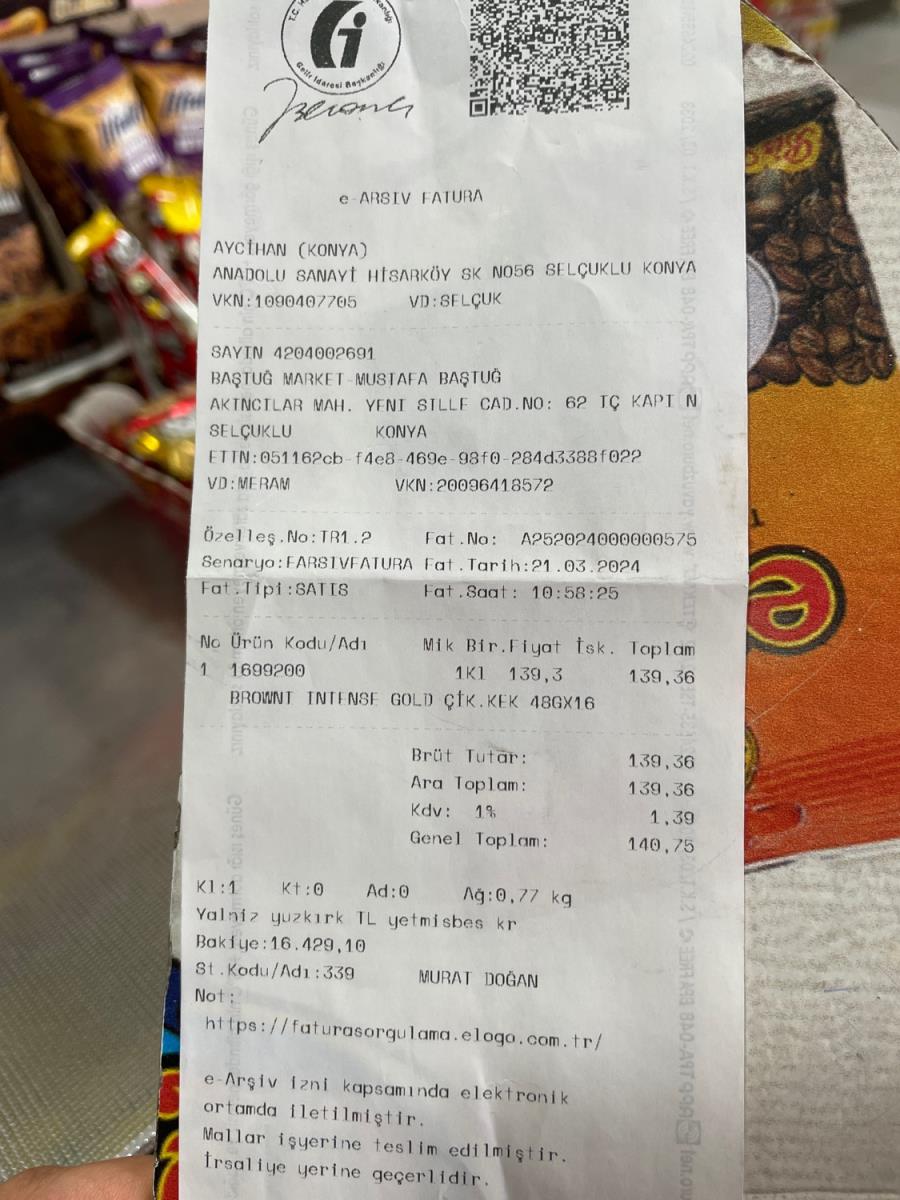 Gelir İdaresi Başkanlığı
e-ARSIV FATURA
AYCİHAN (KONYA)
ANADOLU SANAYİ HİSARKÖY SK NO56 SELÇUKLU KONYA
VKN:1090407705 VD:SELÇUK
SAYIN 4204002691
BAŞTUĞ MARKET-MUSTAFA BAŞTUĞ
AKINCILAR MAH. YENI SILLE CAD.NO: 62 IÇ KAPI N
SELÇUKLU KONYA
ETTN:051162cb-f4e8-469e-98f0-284d3388f022
VD:MERAM VKN:20096418572
Özelleş.No:TR1.2 Fat.No: A252024000000575
Senaryo:EARSIVFATURA Fat.Tarih:21.03.2024
Fat.Tipi:SATIS Fat.Saat: 10:58:25
No Ürün Kodu/Adı Mik Bir.Fiyat İsk. Toplam
1 1699200 1Kl 139,3 139,36
BROWNI INTENSE GOLD ÇİK.KEK 48GX16
Brüt Tutar: 139,36
Ara Toplam: 139,36
Kdv: 1% 1,39
Genel Toplam: 140,75
Kl:1 Kt:0 Ad:0 Ağ:0,77 kg
Yalniz yuzkırk TL yetmisbes kr
Bakiye:16.429,10
St.Kodu/Adı:339 MURAT DOĞAN
Not:
https://faturasorgulama.elogo.com.tr/
e-Arşiv izni kapsamında elektronik
ortamda iletilmiştir.
Mallar işyerine teslim edilmiştir.
İrsaliye yerine geçerlidir.